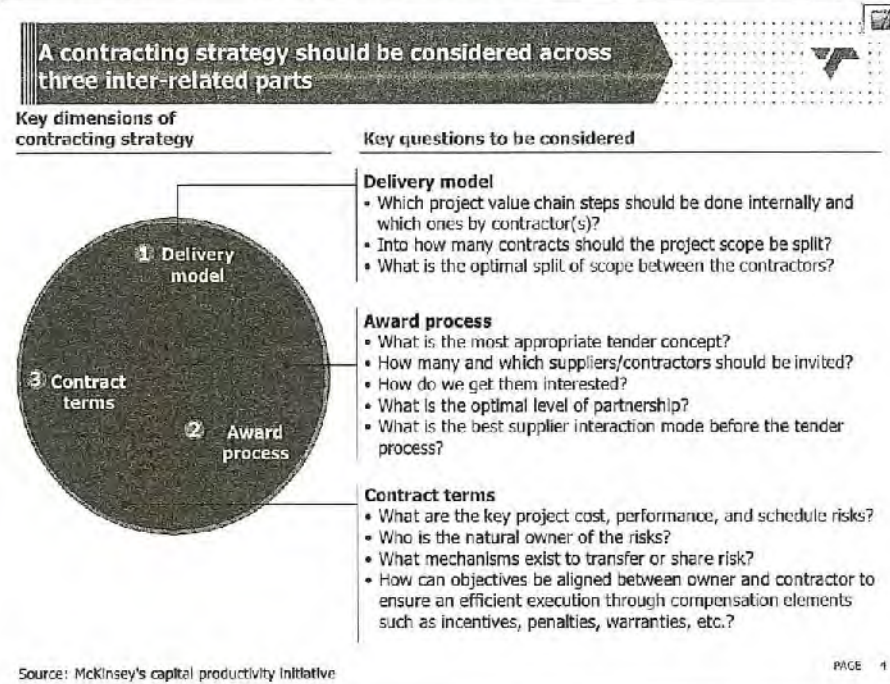 A contracting strategy should be considered across
three inter-related parts
Key dimensions of
contracting strategy
Key questions to be considered
1 Delivery
model
3 Contract
terms
2 Award
process
Delivery model
• Which project value chain steps should be done internally and
which ones by contractor(s)?
• Into how many contracts should the project scope be split?
• What is the optimal split of scope between the contractors?
Award process
• What is the most appropriate tender concept?
• How many and which suppliers/contractors should be invited?
• How do we get them interested?
• What is the optimal level of partnership?
• What is the best supplier interaction mode before the tender
process?
Contract terms
• What are the key project cost, performance, and schedule risks?
• Who is the natural owner of the risks?
• What mechanisms exist to transfer or share risk?
• How can objectives be aligned between owner and contractor to
ensure an efficient execution through compensation elements
such as incentives, penalties, warranties, etc.?
Source: McKinsey's capital productivity initiative
PAGE 4